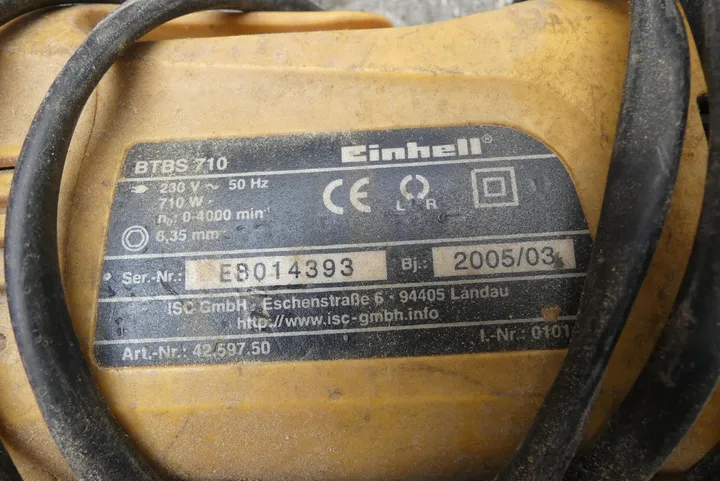 BTBS 710
Einhell®
230 V ~ 50 Hz
710 W
n₀: 0-4000 min⁻¹
6,35 mm
CE
L R
Ser.-Nr.: E8014393 Bj.: 2005/03
ISC GmbH · Eschenstraße 6 · 94405 Landau
http://www.isc-gmbh.info
Art.-Nr.: 42.597.50 I.-Nr.: 0101